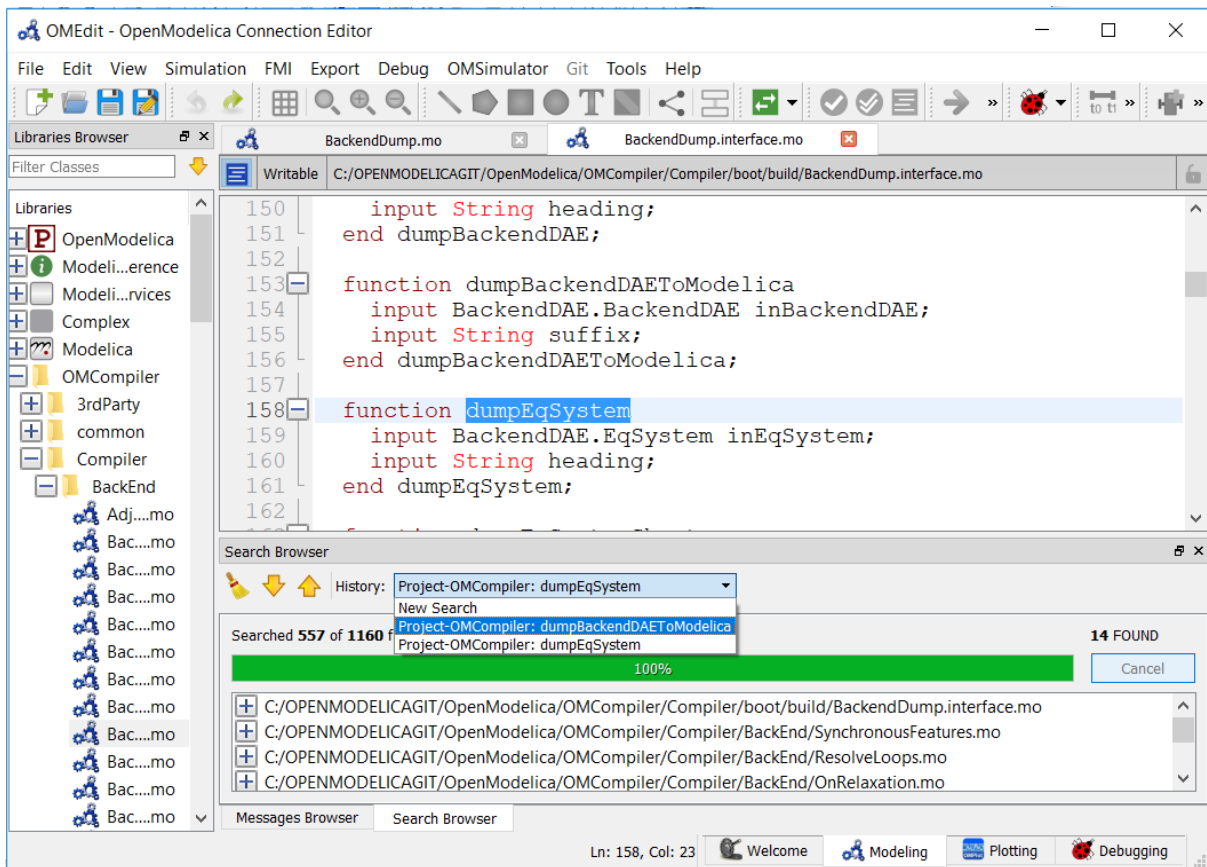 OMEdit - OpenModelica Connection Editor
File Edit View Simulation FMI Export Debug OMSimulator Git Tools Help
T » to t1 » »
Libraries Browser
BackendDump.mo
BackendDump.interface.mo
Filter Classes
Writable C:/OPENMODELICAGIT/OpenModelica/OMCompiler/Compiler/boot/build/BackendDump.interface.mo
Libraries
P OpenModelica
i Modeli...erence
Modeli...rvices
Complex
Modelica
OMCompiler
3rdParty
common
Compiler
BackEnd
Adj....mo
Bac....mo
Bac....mo
Bac....mo
Bac....mo
Bac....mo
Bac....mo
Bac....mo
Bac....mo
Bac....mo
Bac....mo
Bac....mo
150 input String heading;
151 end dumpBackendDAE;
152
153 function dumpBackendDAEToModelica
154 input BackendDAE.BackendDAE inBackendDAE;
155 input String suffix;
156 end dumpBackendDAEToModelica;
157
158 function dumpEqSystem
159 input BackendDAE.EqSystem inEqSystem;
160 input String heading;
161 end dumpEqSystem;
162
Search Browser
History: Project-OMCompiler: dumpEqSystem
New Search
Project-OMCompiler: dumpBackendDAEToModelica
Project-OMCompiler: dumpEqSystem
Searched 557 of 1160 f
14 FOUND
100%
Cancel
C:/OPENMODELICAGIT/OpenModelica/OMCompiler/Compiler/boot/build/BackendDump.interface.mo
C:/OPENMODELICAGIT/OpenModelica/OMCompiler/Compiler/BackEnd/SynchronousFeatures.mo
C:/OPENMODELICAGIT/OpenModelica/OMCompiler/Compiler/BackEnd/ResolveLoops.mo
C:/OPENMODELICAGIT/OpenModelica/OMCompiler/Compiler/BackEnd/OnRelaxation.mo
Messages Browser Search Browser
Ln: 158, Col: 23 Welcome Modeling Plotting Debugging